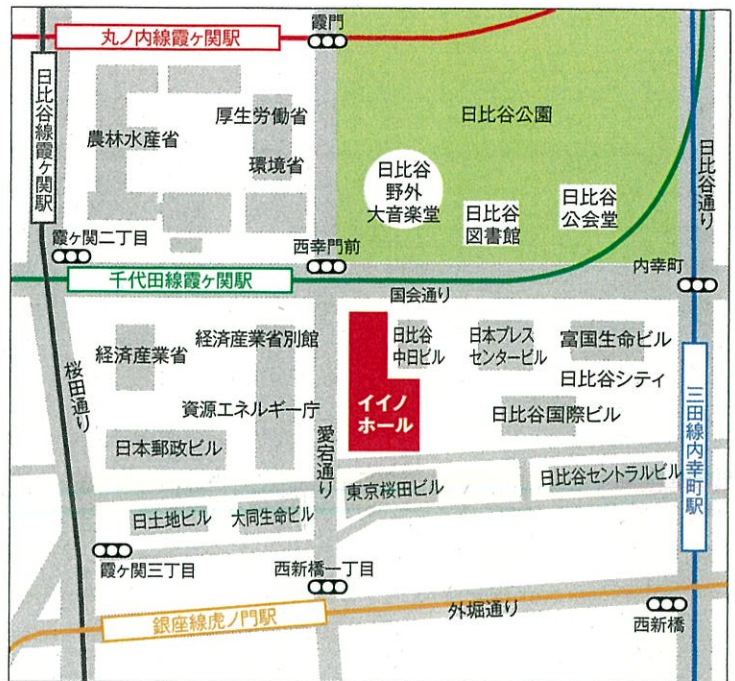 霞門
丸ノ内線霞ケ関駅
日比谷線霞ケ関駅
厚生労働省
農林水産省
環境省
日比谷公園
日比谷
野外
大音楽堂
日比谷
図書館
日比谷
公会堂
日比谷通り
霞ケ関二丁目
西幸門前
内幸町
千代田線霞ケ関駅
国会通り
経済産業省
経済産業省別館
日比谷
中日ビル
日本プレス
センタービル
富国生命ビル
日比谷シティ
桜田通り
資源エネルギー庁
イイノ
ホール
日比谷国際ビル
三田線内幸町駅
日本郵政ビル
愛宕通り
東京桜田ビル
日比谷セントラルビル
日土地ビル
大同生命ビル
霞ケ関三丁目
西新橋一丁目
銀座線虎ノ門駅
外堀通り
西新橋